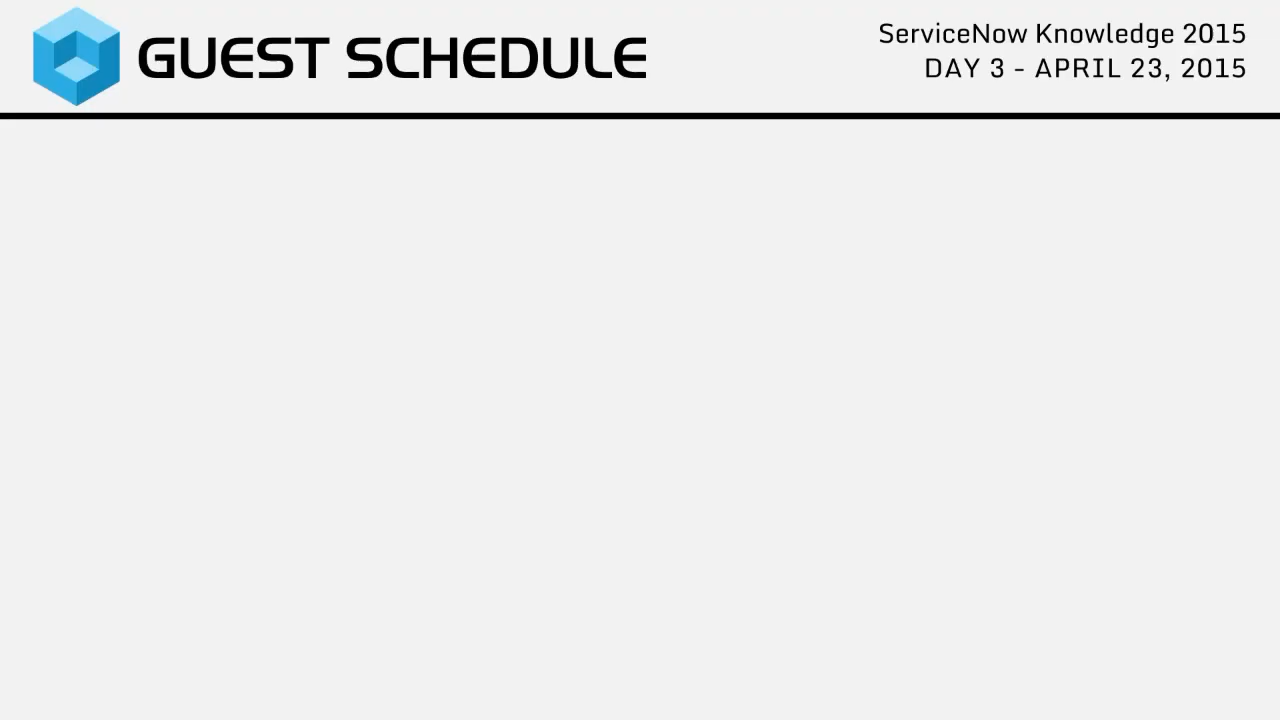 GUEST SCHEDULE
ServiceNow Knowledge 2015
DAY 3 - APRIL 23, 2015